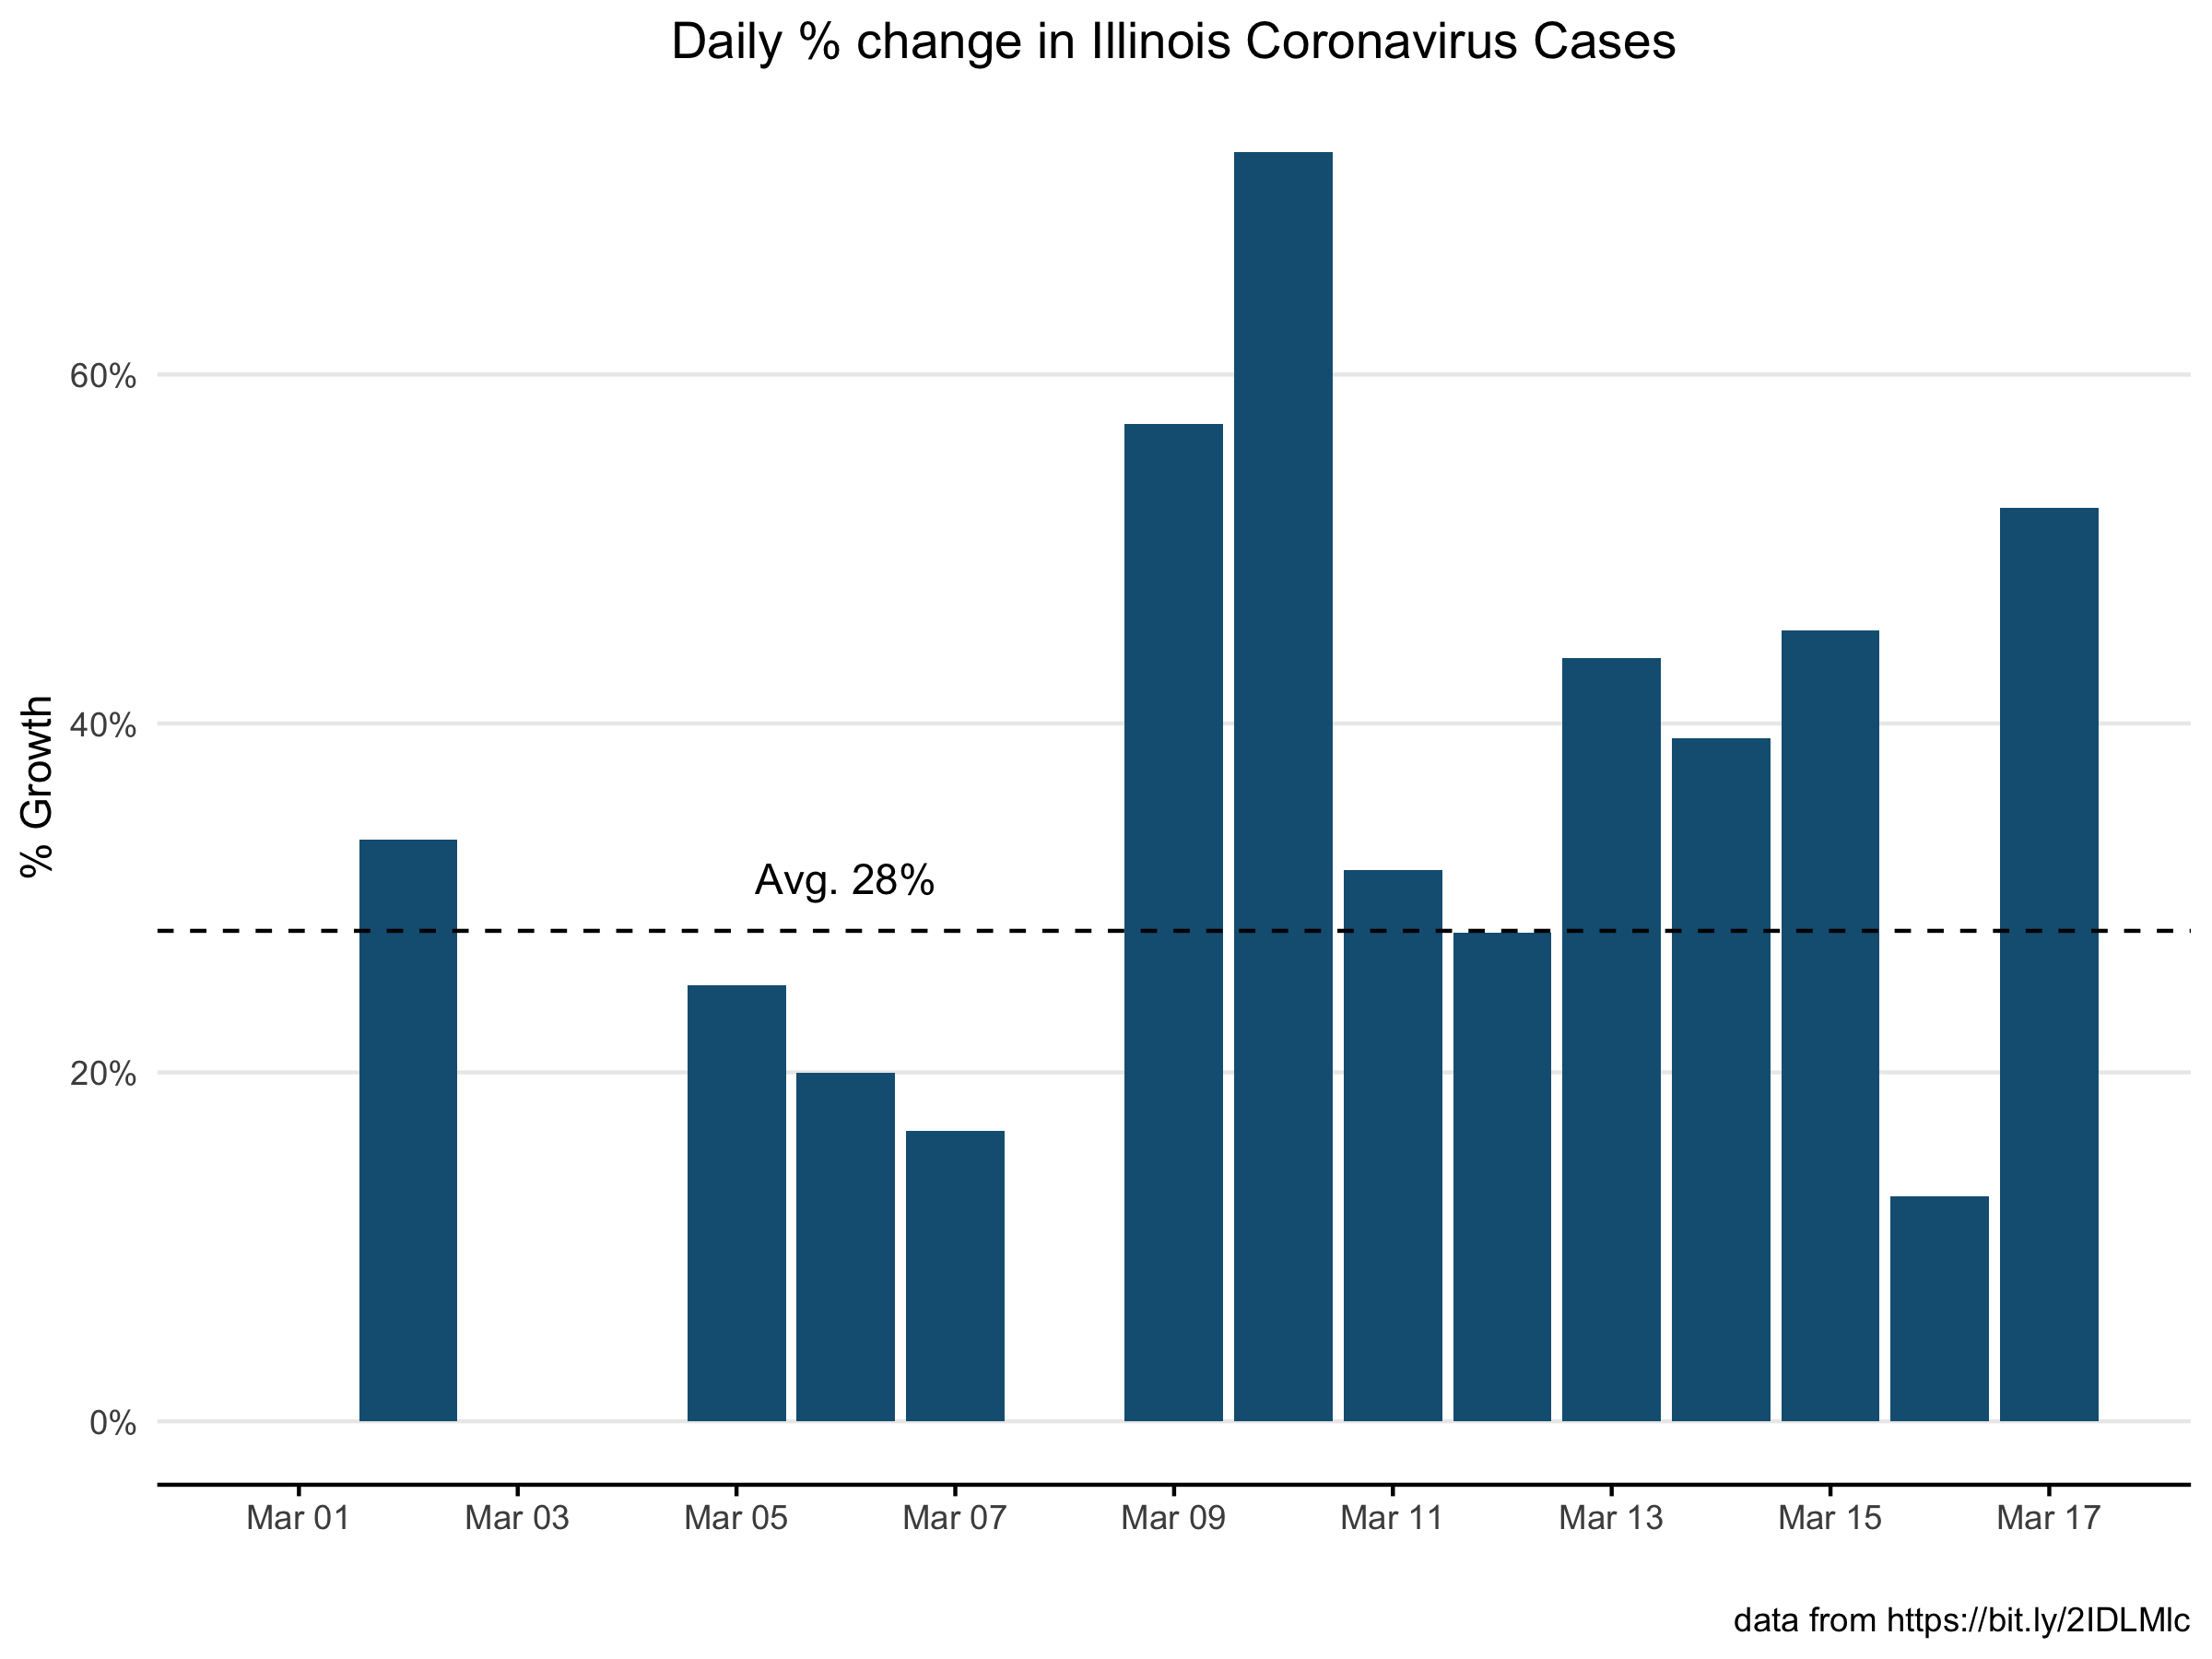 Daily % change in Illinois Coronavirus Cases
60%
40%
20%
0%
% Growth
Avg. 28%
Mar 01 Mar 03 Mar 05 Mar 07 Mar 09 Mar 11 Mar 13 Mar 15 Mar 17
data from https://bit.ly/2IDLMlc